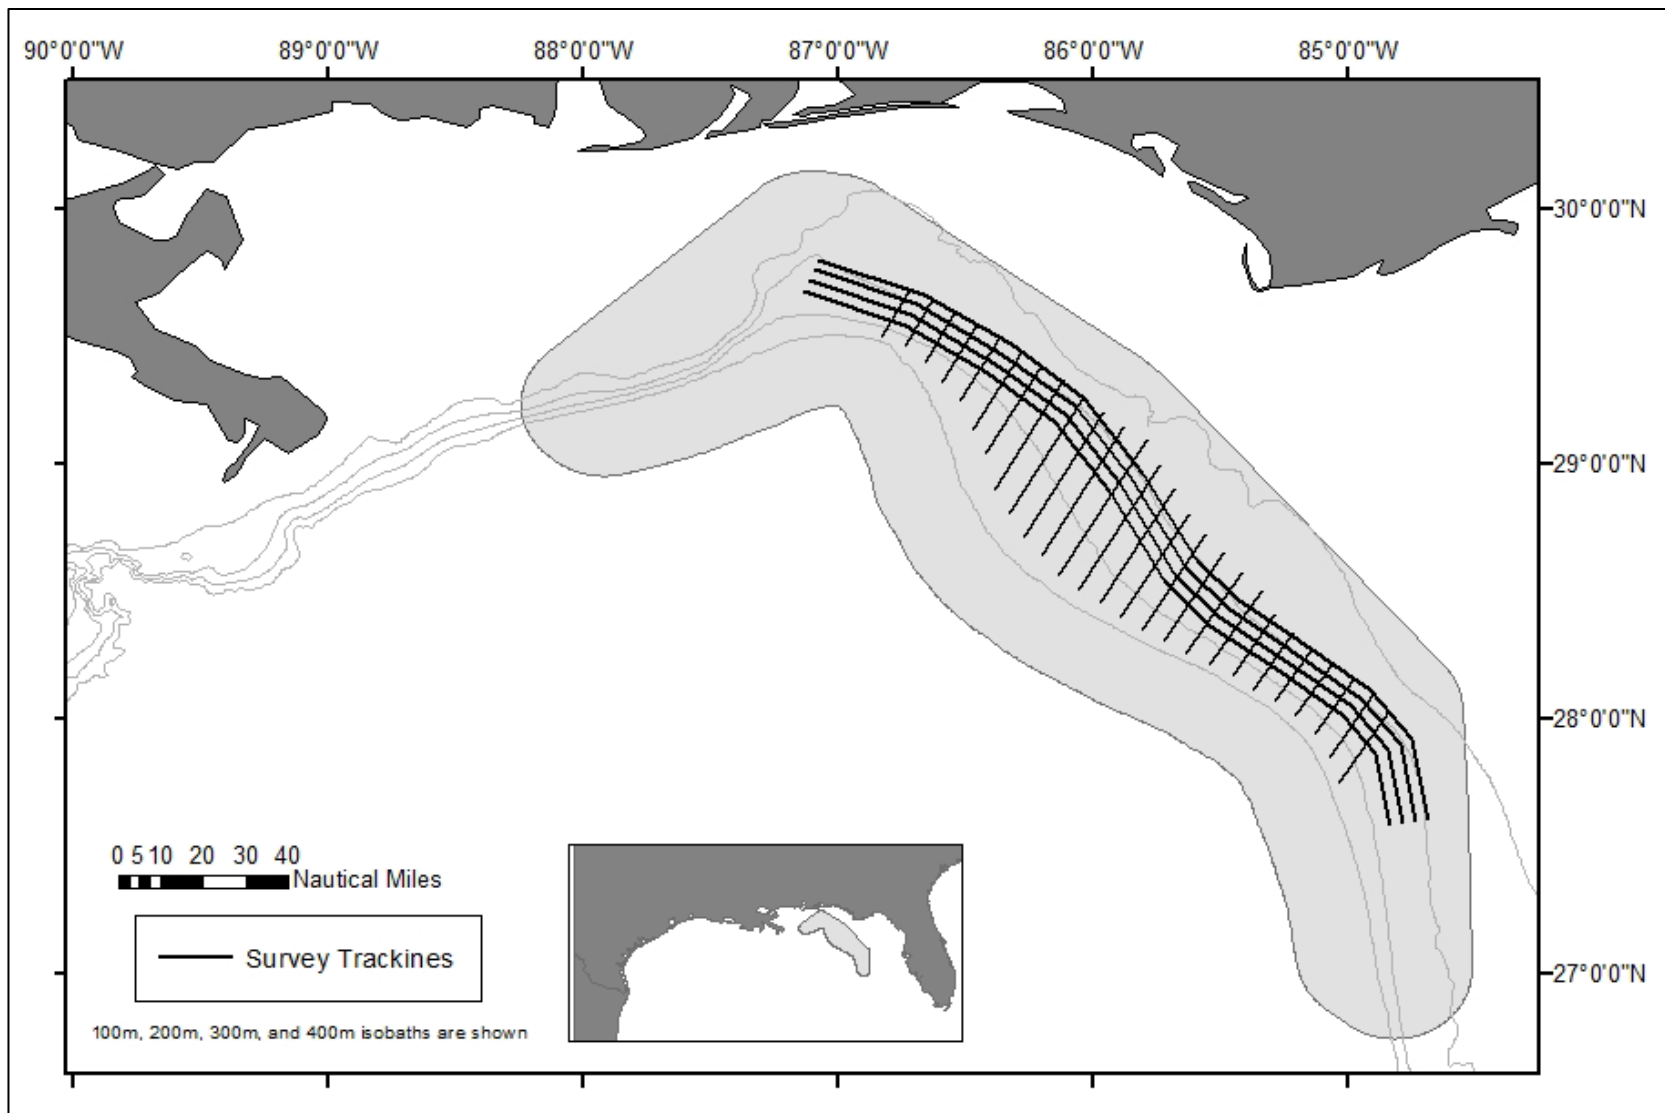 90°0'0"W 89°0'0"W 88°0'0"W 87°0'0"W 86°0'0"W 85°0'0"W
30°0'0"N
29°0'0"N
28°0'0"N
27°0'0"N
0 5 10 20 30 40
Nautical Miles
Survey Trackines
100m, 200m, 300m, and 400m isobaths are shown